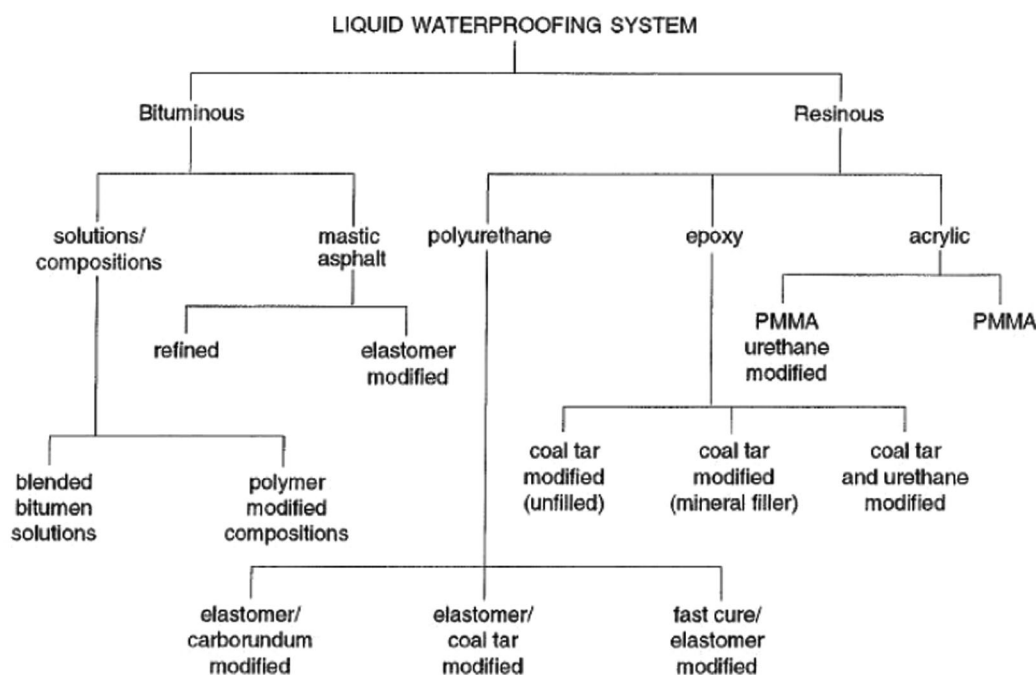 LIQUID WATERPROOFING SYSTEM
Bituminous
Resinous
solutions/
compositions
mastic
asphalt
polyurethane
epoxy
acrylic
refined
elastomer
modified
PMMA
urethane
modified
PMMA
blended
bitumen
solutions
polymer
modified
compositions
coal tar
modified
(unfilled)
coal tar
modified
(mineral filler)
coal tar
and urethane
modified
elastomer/
carborundum
modified
elastomer/
coal tar
modified
fast cure/
elastomer
modified